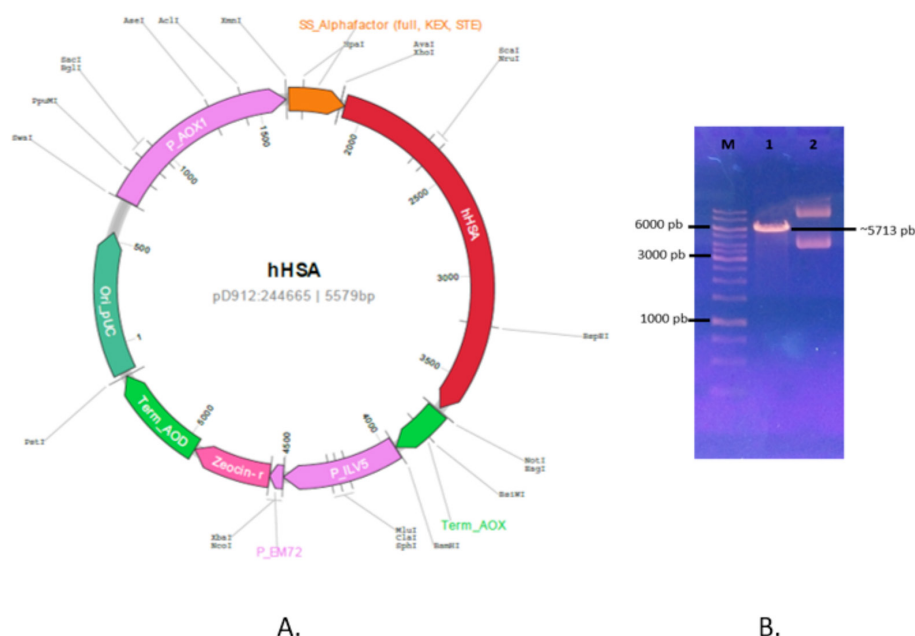 SS_Alphafactor (full, KEX, STE)
XmnI
AclI
AseI
HpaI
AvaI
XhoI
ScaI
NruI
SacI
BglI
PpuMI
SwaI
P_AOX1
1500
1000
2000
2500
hHSA
500
Ori_pUC
1
hHSA
pD912:244665 | 5579bp
3000
BspHI
3500
PstI
Term_AOD
5000
Zeocin-r
4500
P_ILV5
4000
NotI
EagI
BsiWI
Term_AOX
XbaI
NcoI
P_EM72
MluI
ClaI
SphI
BamHI
M 1 2
6000 pb
~5713 pb
3000 pb
1000 pb
A.
B.